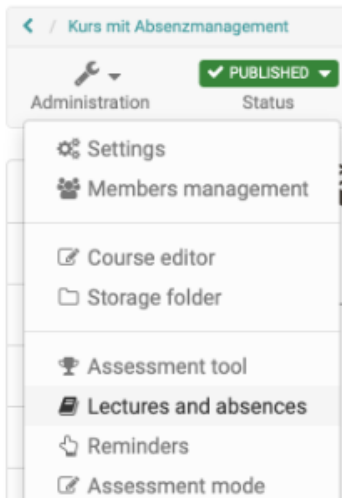 / Kurs mit Absenzmanagement
Administration
PUBLISHED
Status
Settings
Members management
Course editor
Storage folder
Assessment tool
Lectures and absences
Reminders
Assessment mode